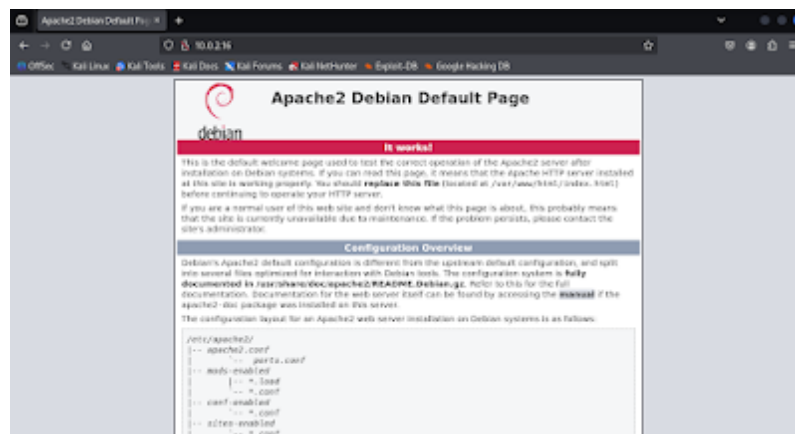 Apache2 Debian Default Pag
10.0.2.16
OffSec Kali Linux Kali Tools Kali Docs Kali Forums Kali NetHunter Exploit-DB Google Hacking DB
Apache2 Debian Default Page
debian
It works!
This is the default welcome page used to test the correct operation of the Apache2 server after
installation on Debian systems. If you can read this page, it means that the Apache HTTP server installed
at this site is working properly. You should replace this file (located at /var/www/html/index.html)
before continuing to operate your HTTP server.
If you are a normal user of this web site and don't know what this page is about, this probably means
that the site is currently unavailable due to maintenance. If the problem persists, please contact the
site's administrator.
Configuration Overview
Debian's Apache2 default configuration is different from the upstream default configuration, and split
into several files optimized for interaction with Debian tools. The configuration system is fully
documented in /usr/share/doc/apache2/README.Debian.gz. Refer to this for the full
documentation. Documentation for the web server itself can be found by accessing the manual if the
apache2-doc package was installed on this server.
The configuration layout for an Apache2 web server installation on Debian systems is as follows:
/etc/apache2/
|-- apache2.conf
|       `-- ports.conf
|-- mods-enabled
|       |-- *.load
|       `-- *.conf
|-- conf-enabled
|       `-- *.conf
|-- sites-enabled
|       `-- *.conf